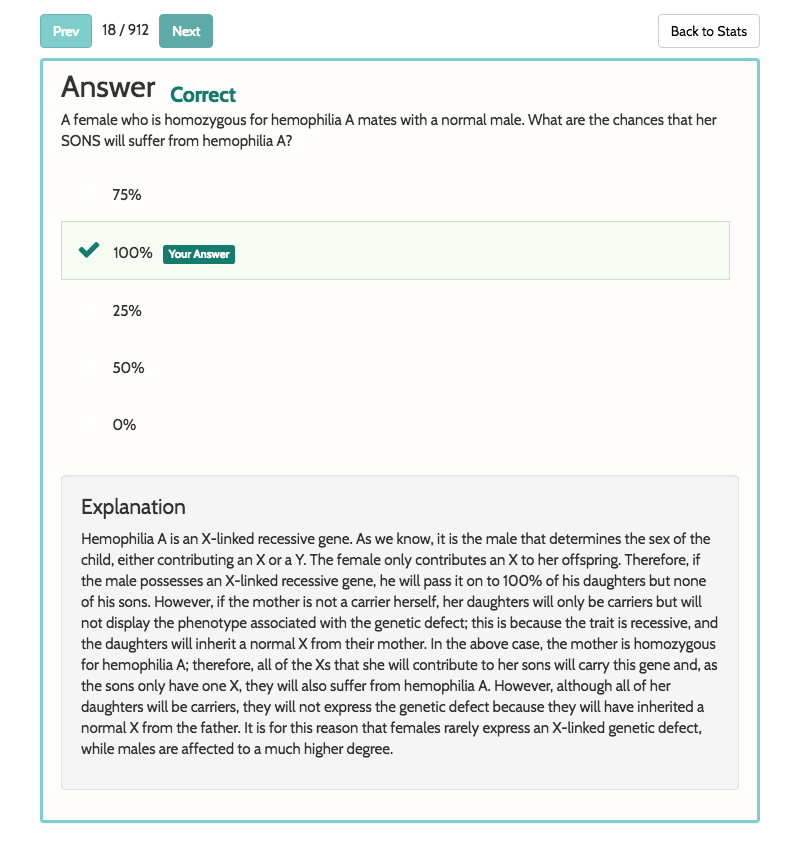 Prev 18 / 912 Next Back to Stats
Answer Correct
A female who is homozygous for hemophilia A mates with a normal male. What are the chances that her
SONS will suffer from hemophilia A?
75%
100% Your Answer
25%
50%
0%
Explanation
Hemophilia A is an X-linked recessive gene. As we know, it is the male that determines the sex of the
child, either contributing an X or a Y. The female only contributes an X to her offspring. Therefore, if
the male possesses an X-linked recessive gene, he will pass it on to 100% of his daughters but none
of his sons. However, if the mother is not a carrier herself, her daughters will only be carriers but will
not display the phenotype associated with the genetic defect; this is because the trait is recessive, and
the daughters will inherit a normal X from their mother. In the above case, the mother is homozygous
for hemophilia A; therefore, all of the Xs that she will contribute to her sons will carry this gene and, as
the sons only have one X, they will also suffer from hemophilia A. However, although all of her
daughters will be carriers, they will not express the genetic defect because they will have inherited a
normal X from the father. It is for this reason that females rarely express an X-linked genetic defect,
while males are affected to a much higher degree.